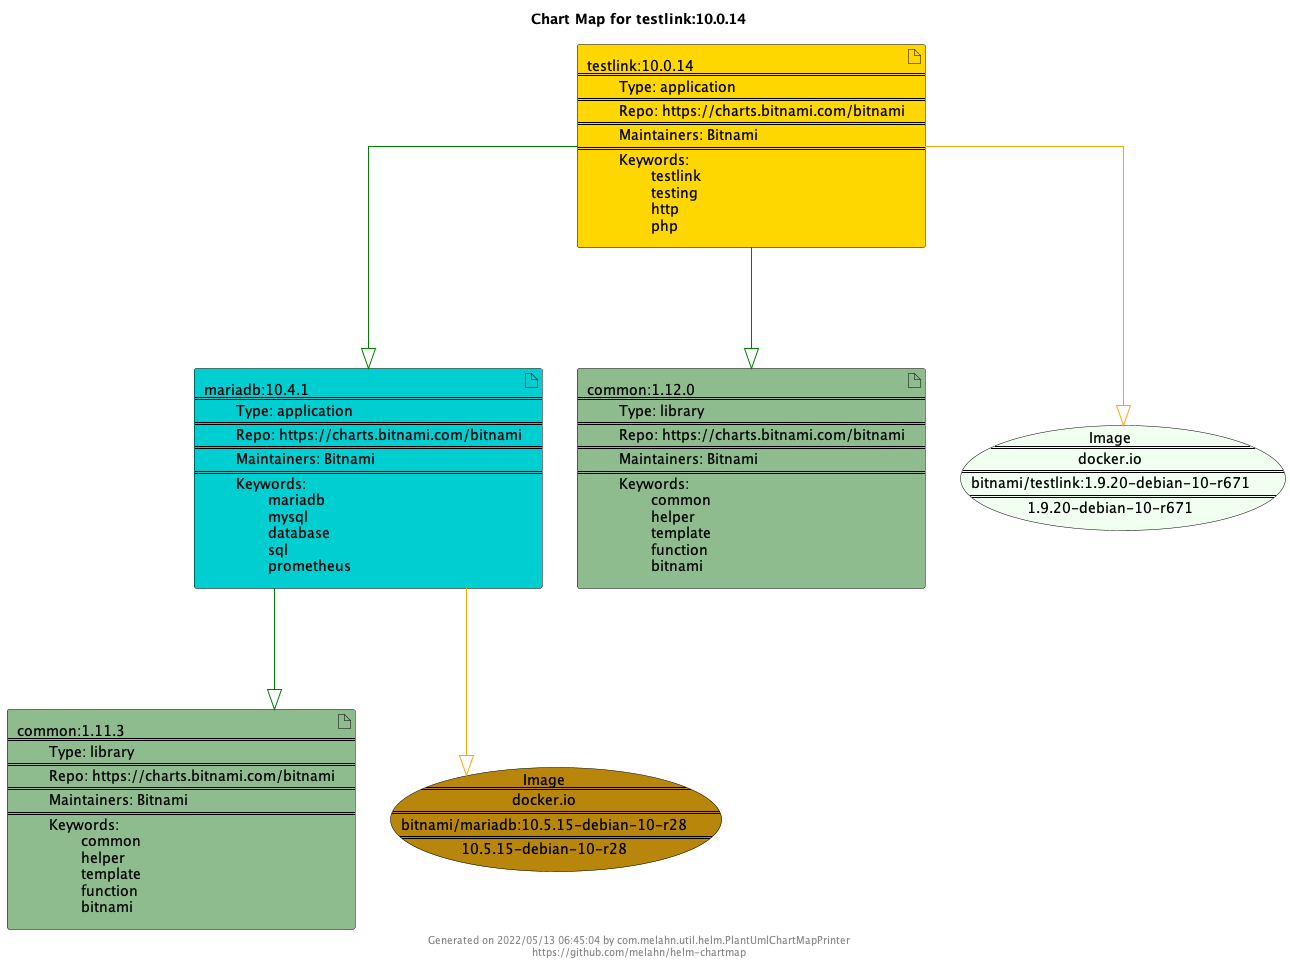 Chart Map for testlink:10.0.14
testlink:10.0.14
Type: application
Repo: https://charts.bitnami.com/bitnami
Maintainers: Bitnami
Keywords:
testlink
testing
http
php
mariadb:10.4.1
Type: application
Repo: https://charts.bitnami.com/bitnami
Maintainers: Bitnami
Keywords:
mariadb
mysql
database
sql
prometheus
common:1.12.0
Type: library
Repo: https://charts.bitnami.com/bitnami
Maintainers: Bitnami
Keywords:
common
helper
template
function
bitnami
Image
docker.io
bitnami/testlink:1.9.20-debian-10-r671
1.9.20-debian-10-r671
common:1.11.3
Type: library
Repo: https://charts.bitnami.com/bitnami
Maintainers: Bitnami
Keywords:
common
helper
template
function
bitnami
Image
docker.io
bitnami/mariadb:10.5.15-debian-10-r28
10.5.15-debian-10-r28
Generated on 2022/05/13 06:45:04 by com.melahn.util.helm.PlantUmlChartMapPrinter
https://github.com/melahn/helm-chartmap